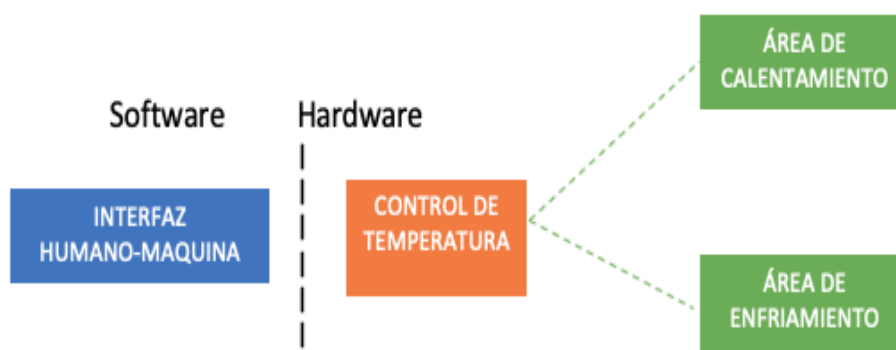 Software
Hardware
INTERFAZ
HUMANO-MAQUINA
CONTROL DE
TEMPERATURA
ÁREA DE
CALENTAMIENTO
ÁREA DE
ENFRIAMIENTO